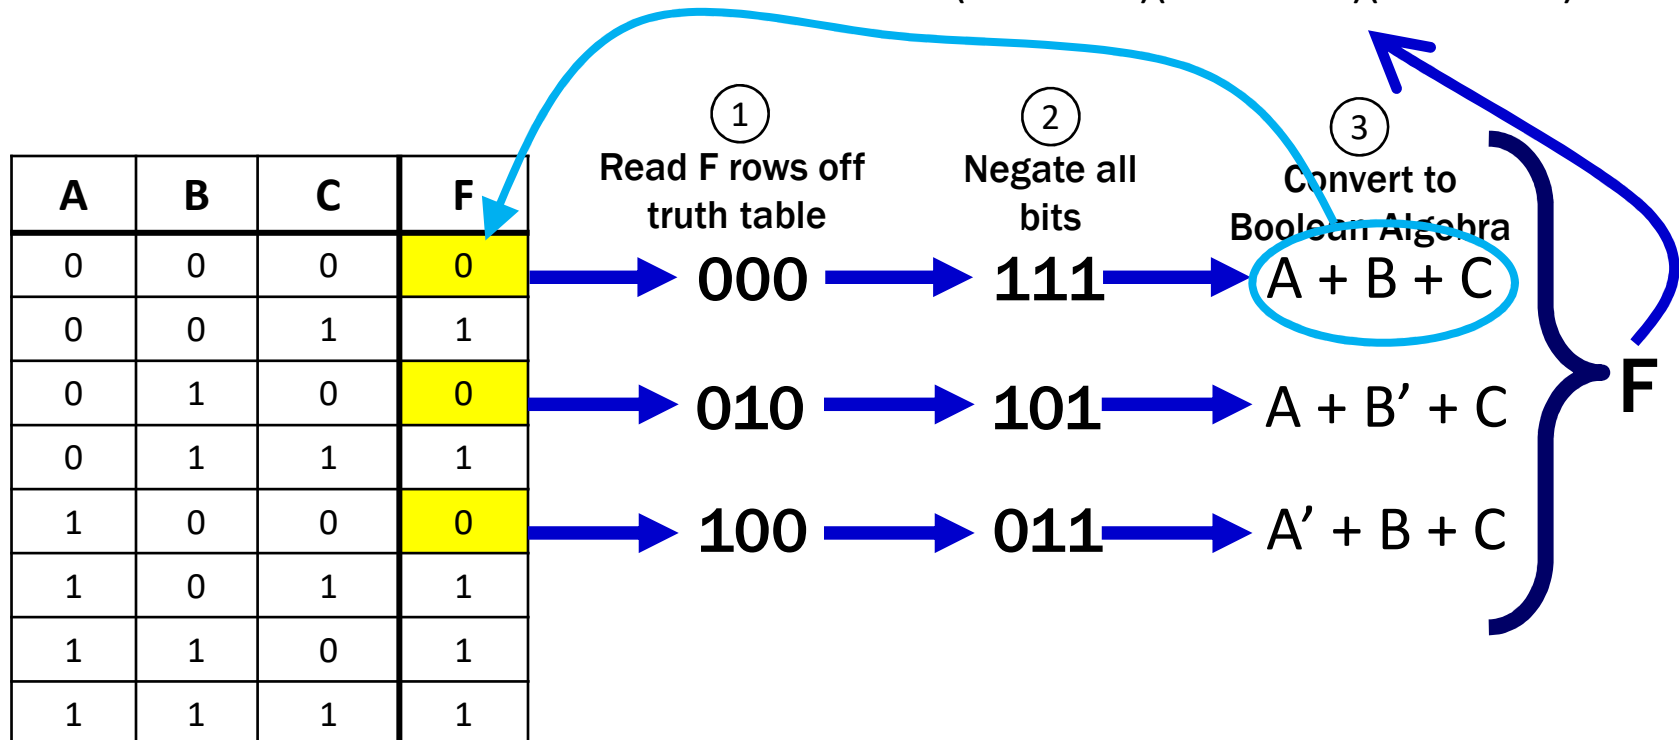 1
Read F rows off
truth table
2
Negate all
bits
3
Convert to
Boolean Algebra
A B C F
0 0 0 0
0 0 1 1
0 1 0 0
0 1 1 1
1 0 0 0
1 0 1 1
1 1 0 1
1 1 1 1
000 111 A + B + C
010 101 A + B’ + C
100 011 A’ + B + C
F